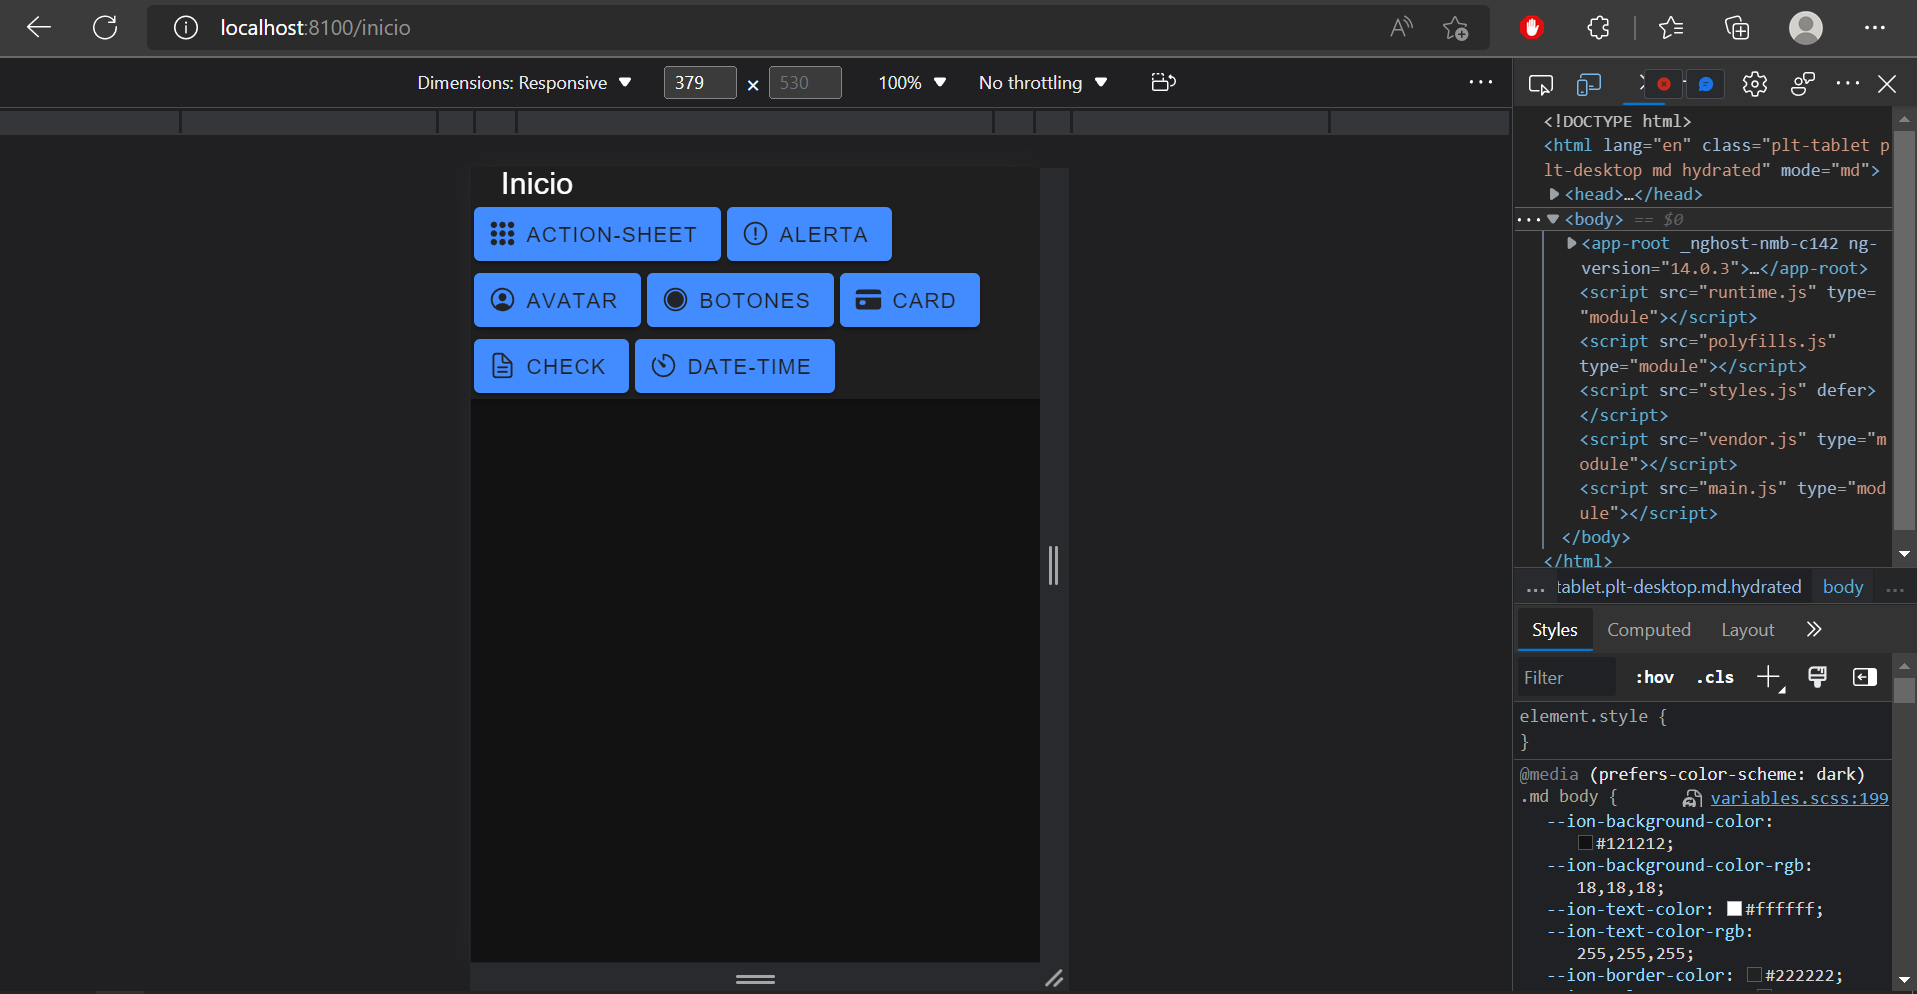 localhost:8100/inicio
Dimensions: Responsive 379 × 530 100% No throttling
Inicio
ACTION-SHEET ALERTA
AVATAR BOTONES CARD
CHECK DATE-TIME
<!DOCTYPE html>
<html lang="en" class="plt-tablet p
lt-desktop md hydrated" mode="md">
<head>…</head>
<body> == $0
<app-root _nghost-nmb-c142 ng-
version="14.0.3">…</app-root>
<script src="runtime.js" type=
"module"></script>
<script src="polyfills.js"
type="module"></script>
<script src="styles.js" defer>
</script>
<script src="vendor.js" type="m
odule"></script>
<script src="main.js" type="mod
ule"></script>
</body>
</html>
... tablet.plt-desktop.md.hydrated body ...
Styles Computed Layout
Filter :hov .cls
element.style {
}
@media (prefers-color-scheme: dark)
.md body { variables.scss:199
--ion-background-color:
#121212;
--ion-background-color-rgb:
18,18,18;
--ion-text-color: #ffffff;
--ion-text-color-rgb:
255,255,255;
--ion-border-color: #222222;